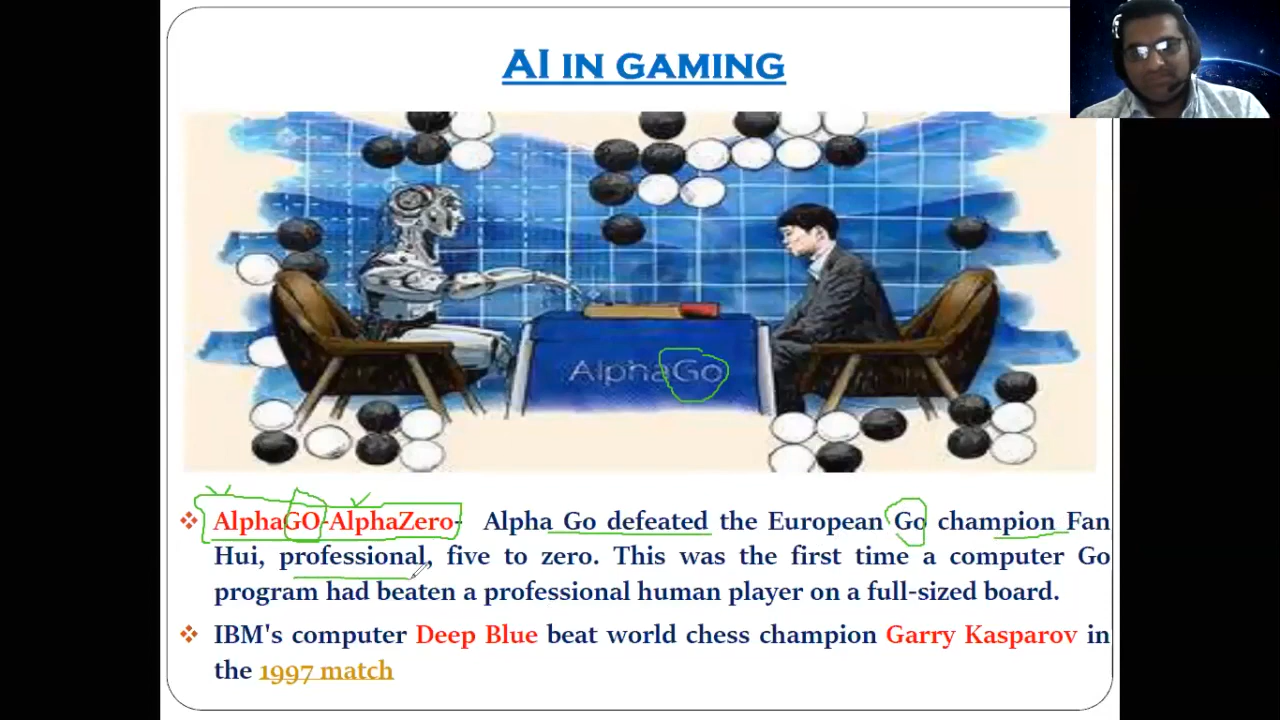 AI IN GAMING
AlphaGo
❖ AlphaGO-AlphaZero- Alpha Go defeated the European Go champion Fan
Hui, professional, five to zero. This was the first time a computer Go
program had beaten a professional human player on a full-sized board.
❖ IBM's computer Deep Blue beat world chess champion Garry Kasparov in
the 1997 match